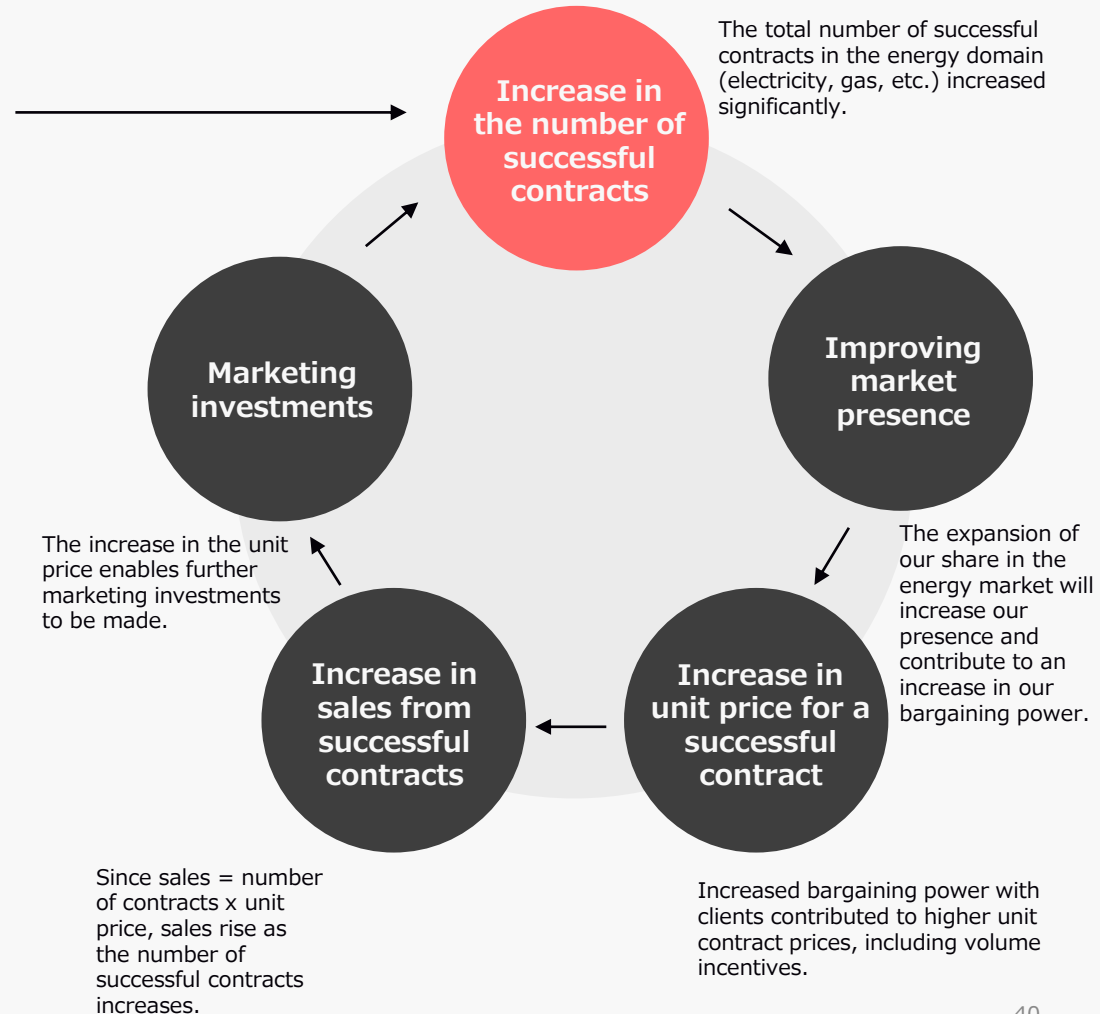 Increase in
the number of
successful
contracts
The total number of successful
contracts in the energy domain
(electricity, gas, etc.) increased
significantly.
Improving
market
presence
The expansion of
our share in the
energy market will
increase our
presence and
contribute to an
increase in our
bargaining power.
Increase in
unit price for a
successful
contract
Increased bargaining power with
clients contributed to higher unit
contract prices, including volume
incentives.
Increase in
sales from
successful
contracts
Since sales = number
of contracts x unit
price, sales rise as
the number of
successful contracts
increases.
Marketing
investments
The increase in the unit
price enables further
marketing investments
to be made.
40